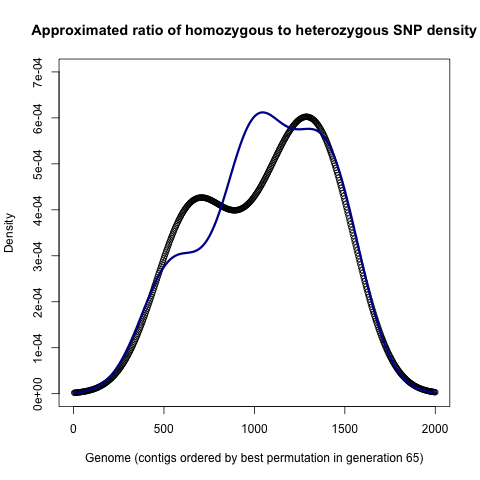 Approximated ratio of homozygous to heterozygous SNP density
7e-04
6e-04
5e-04
4e-04
3e-04
2e-04
1e-04
0e+00
Density
0 500 1000 1500 2000
Genome (contigs ordered by best permutation in generation 65)